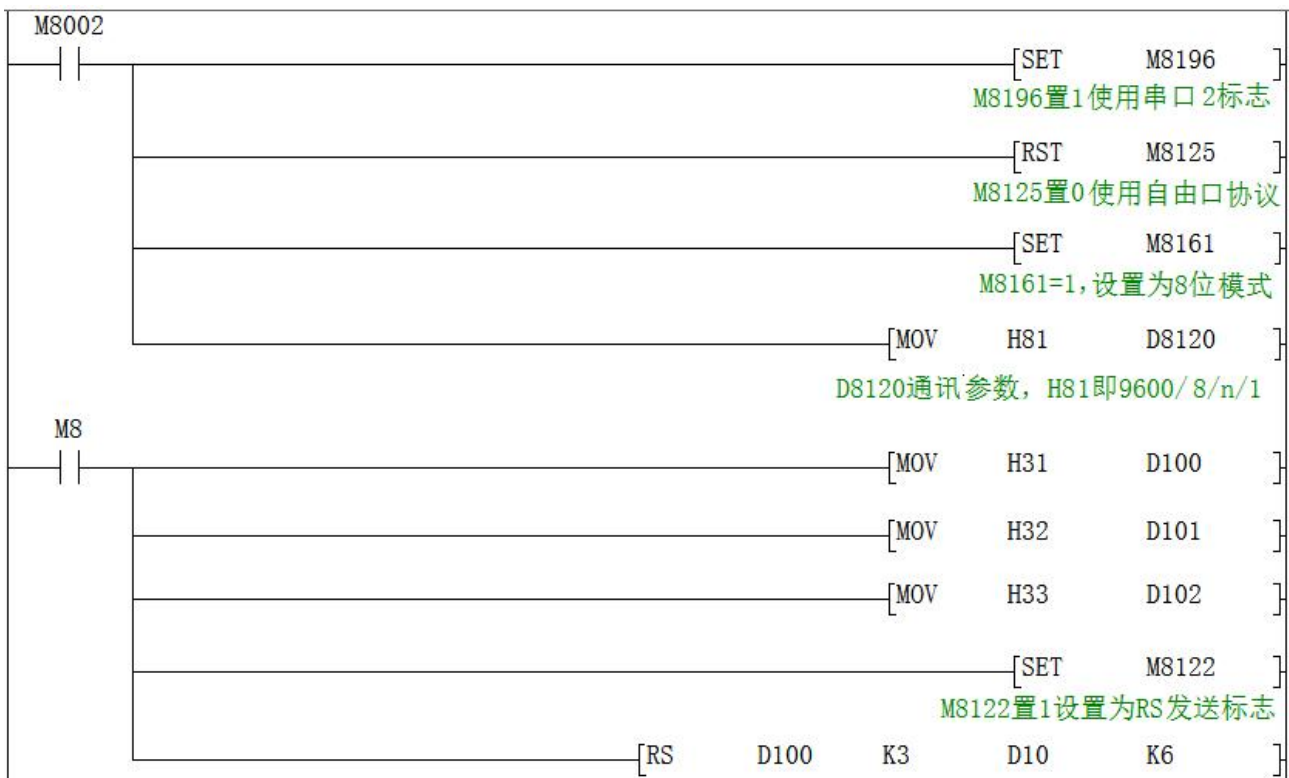 M8002
[SET M8196 ]
M8196置1使用串口2标志
[RST M8125 ]
M8125置0使用自由口协议
[SET M8161 ]
M8161=1,设置为8位模式
[MOV H81 D8120 ]
D8120通讯参数，H81即9600/8/n/1
M8
[MOV H31 D100 ]
[MOV H32 D101 ]
[MOV H33 D102 ]
[SET M8122 ]
M8122置1设置为RS发送标志
[RS D100 K3 D10 K6 ]